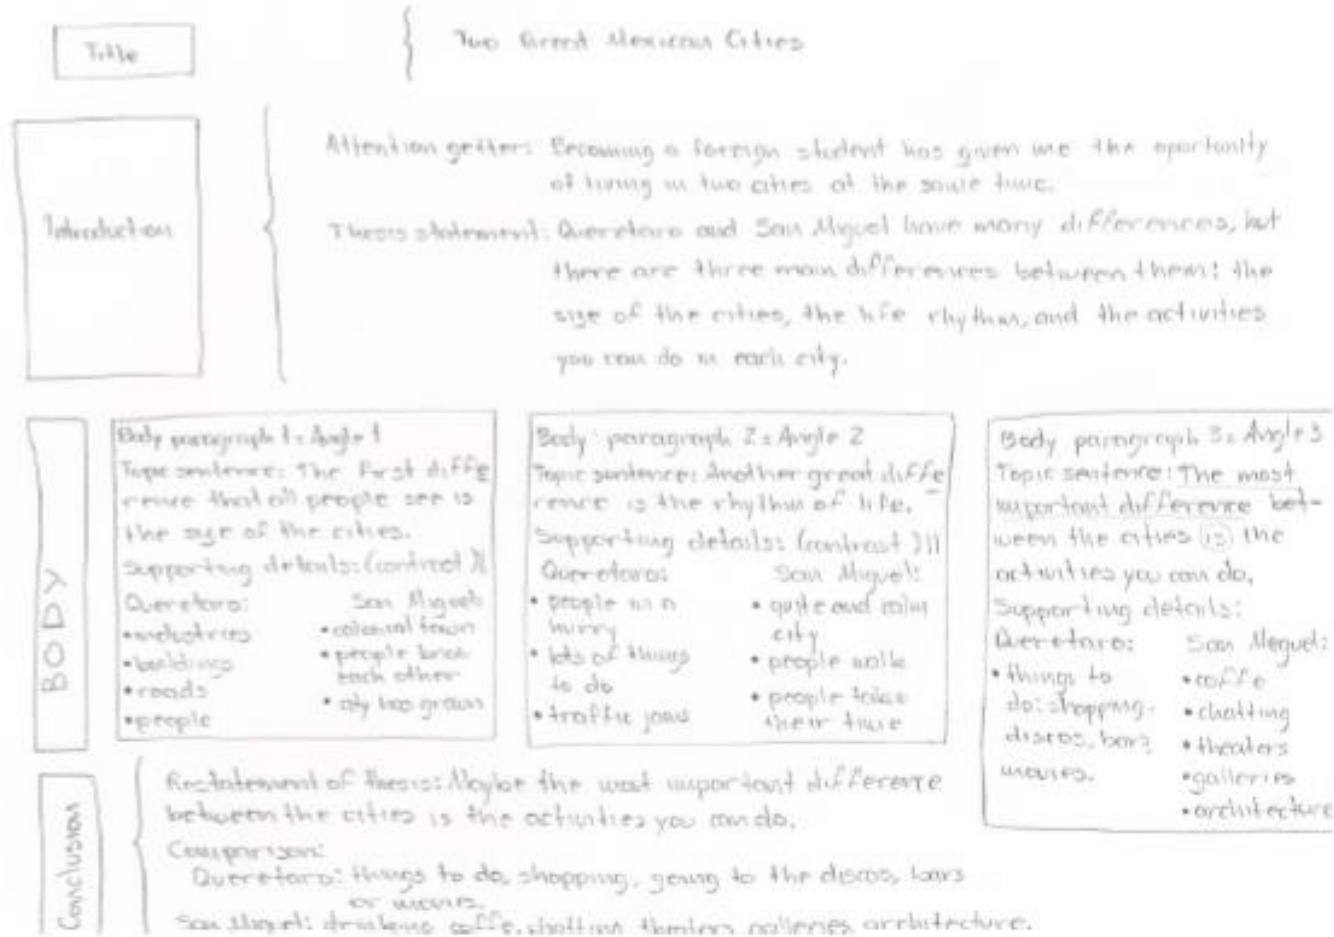 Title
Two Great Mexican Cities
Introduction
Attention getter: Becoming a foreign student has given me the oportunity
of living in two cities at the same time.
Thesis statement: Queretaro and San Miguel have many differences, but
there are three main differences between them: the
size of the cities, the life rhythm, and the activities
you can do in each city.
BODY
Body paragraph 1: Angle 1
Topic sentence: The first diffe
rence that all people see is
the size of the cities.
Supporting details: (contrast)
Queretaro:
• industries
• buildings
• roads
• people
San Miguel:
• colonial town
• people know
each other
• city has grown
Body paragraph 2: Angle 2
Topic sentence: Another great diffe
rence is the rhythm of life.
Supporting details: (contrast)
Queretaro:
• people in a
hurry
• lots of things
to do
• traffic jams
San Miguel:
• quite and calm
city
• people walk
• people take
their time
Body paragraph 3: Angle 3
Topic sentence: The most
important difference bet-
ween the cities is the
activities you can do.
Supporting details:
Queretaro:
• things to
do: shopping,
discos, bars,
movies.
San Meguel:
• coffe
• chatting
• theaters
• galleries
• architecture
Conclusion
Restatement of thesis: Maybe the most important difference
between the cities is the activities you can do.
Comparison:
Queretaro: things to do, shopping, going to the discos, bars
or movies.
San Miguel: drinking coffe, chatting theaters galleries architecture.